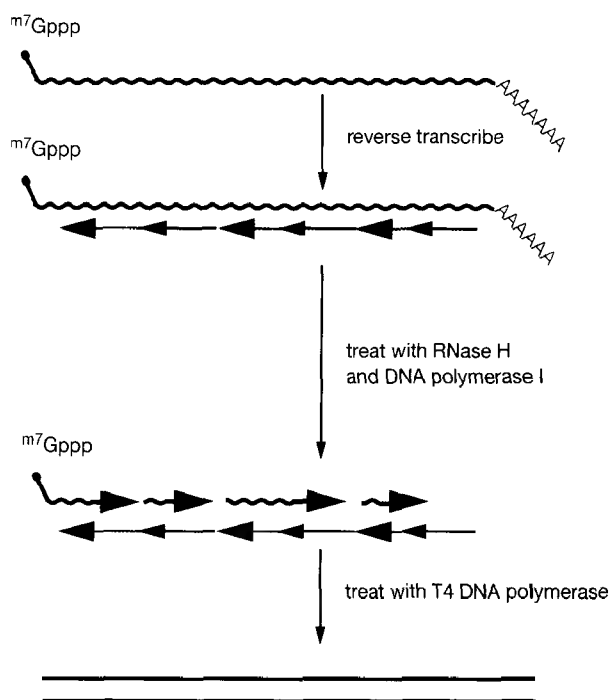 m7Gppp
AAAAAAA
reverse transcribe
m7Gppp
AAAAAA
treat with RNase H
and DNA polymerase I
m7Gppp
treat with T4 DNA polymerase